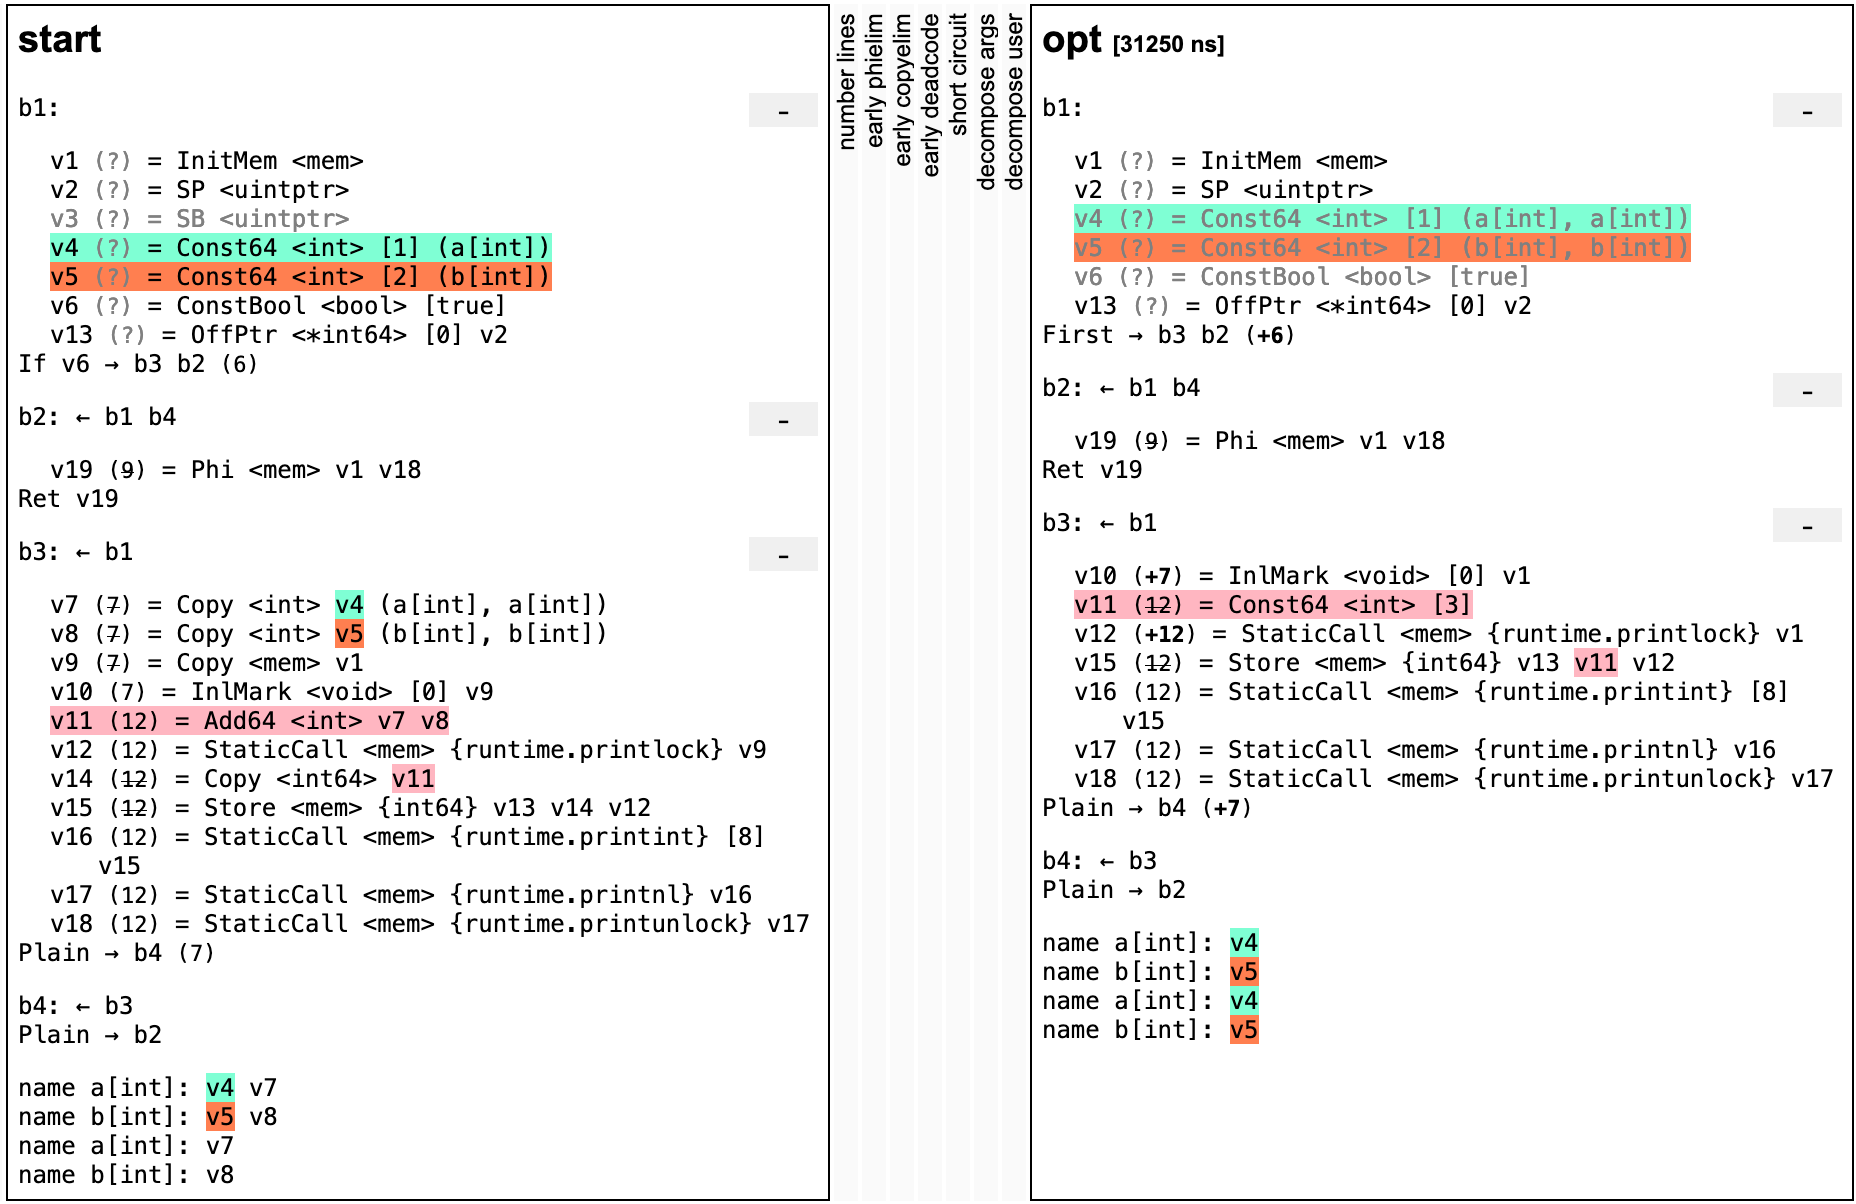 start
b1:
-
v1 (?) = InitMem <mem>
v2 (?) = SP <uintptr>
v3 (?) = SB <uintptr>
v4 (?) = Const64 <int> [1] (a[int])
v5 (?) = Const64 <int> [2] (b[int])
v6 (?) = ConstBool <bool> [true]
v13 (?) = OffPtr <*int64> [0] v2
If v6 → b3 b2 (6)
b2: ← b1 b4
-
v19 (9) = Phi <mem> v1 v18
Ret v19
b3: ← b1
-
v7 (7) = Copy <int> v4 (a[int], a[int])
v8 (7) = Copy <int> v5 (b[int], b[int])
v9 (7) = Copy <mem> v1
v10 (7) = InlMark <void> [0] v9
v11 (12) = Add64 <int> v7 v8
v12 (12) = StaticCall <mem> {runtime.printlock} v9
v14 (12) = Copy <int64> v11
v15 (12) = Store <mem> {int64} v13 v14 v12
v16 (12) = StaticCall <mem> {runtime.printint} [8]
v15
v17 (12) = StaticCall <mem> {runtime.printnl} v16
v18 (12) = StaticCall <mem> {runtime.printunlock} v17
Plain → b4 (7)
b4: ← b3
Plain → b2
name a[int]: v4 v7
name b[int]: v5 v8
name a[int]: v7
name b[int]: v8
number lines
early phielim
early copyelim
early deadcode
short circuit
decompose args
decompose user
opt [31250 ns]
b1:
-
v1 (?) = InitMem <mem>
v2 (?) = SP <uintptr>
v4 (?) = Const64 <int> [1] (a[int], a[int])
v5 (?) = Const64 <int> [2] (b[int], b[int])
v6 (?) = ConstBool <bool> [true]
v13 (?) = OffPtr <*int64> [0] v2
First → b3 b2 (+6)
b2: ← b1 b4
-
v19 (9) = Phi <mem> v1 v18
Ret v19
b3: ← b1
-
v10 (+7) = InlMark <void> [0] v1
v11 (12) = Const64 <int> [3]
v12 (+12) = StaticCall <mem> {runtime.printlock} v1
v15 (12) = Store <mem> {int64} v13 v11 v12
v16 (12) = StaticCall <mem> {runtime.printint} [8]
v15
v17 (12) = StaticCall <mem> {runtime.printnl} v16
v18 (12) = StaticCall <mem> {runtime.printunlock} v17
Plain → b4 (+7)
b4: ← b3
Plain → b2
name a[int]: v4
name b[int]: v5
name a[int]: v4
name b[int]: v5